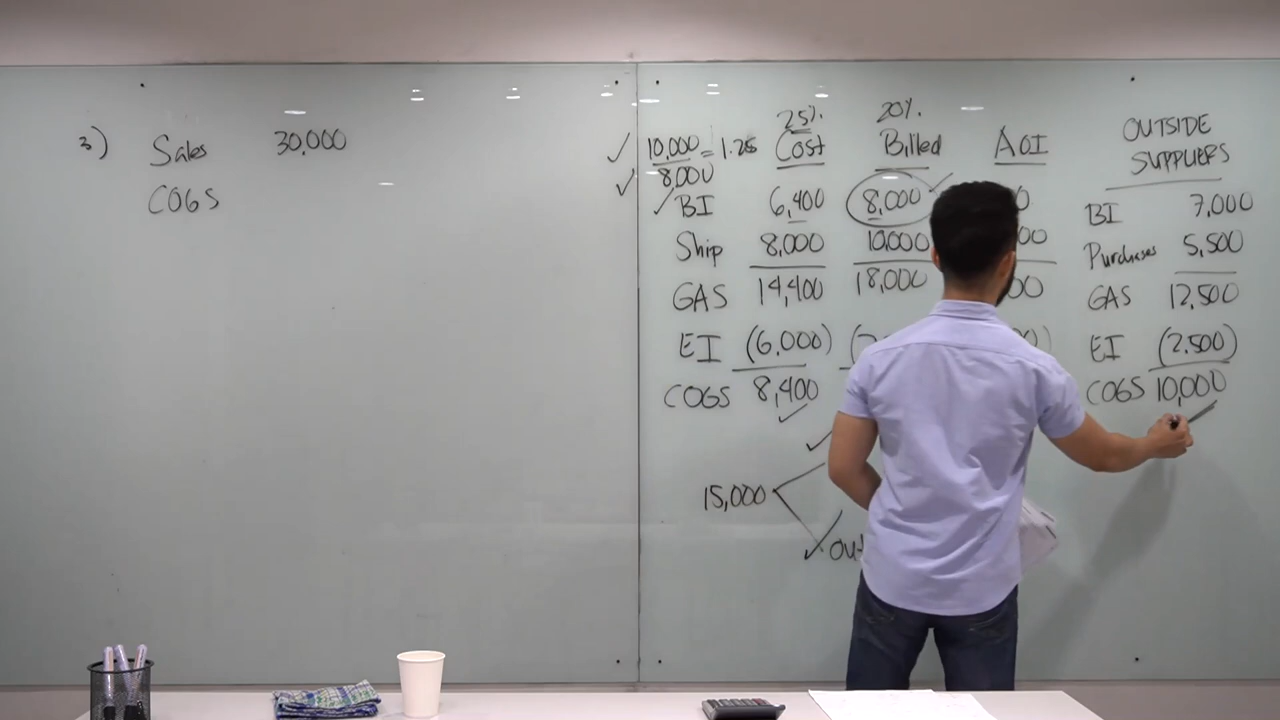 3) Sales 30,000
COGS
25% 20%
10,000 = 1.25 Cost Billed AOI
8,000
BI 6,400 8,000
Ship 8,000 10,000
GAS 14,400 18,000
EI (6,000)
COGS 8,400
15,000
OUTSIDE
SUPPLIERS
BI 7,000
Purchases 5,500
GAS 12,500
EI (2,500)
COGS 10,000